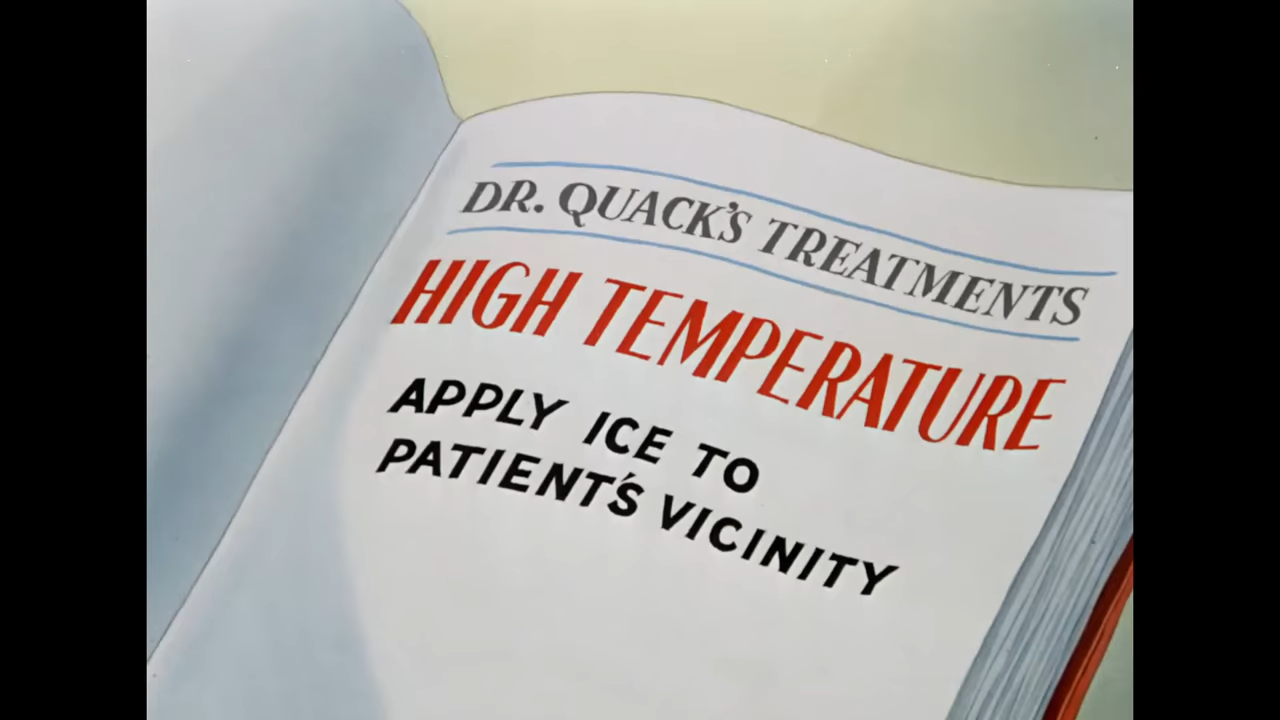 DR. QUACK'S TREATMENTS
HIGH TEMPERATURE
APPLY ICE TO
PATIENT'S VICINITY